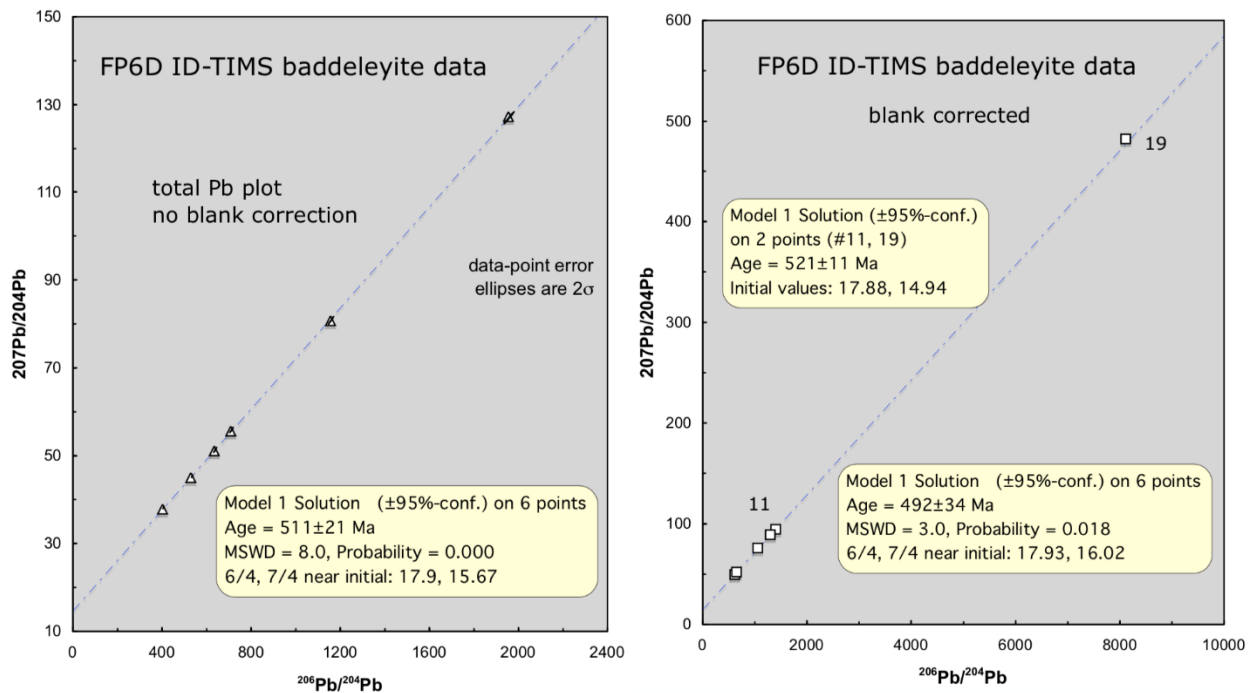 FP6D ID-TIMS baddeleyite data
total Pb plot
no blank correction
data-point error
ellipses are 2σ
Model 1 Solution (±95%-conf.) on 6 points
Age = 511±21 Ma
MSWD = 8.0, Probability = 0.000
6/4, 7/4 near initial: 17.9, 15.67
207Pb/204Pb
150
130
110
90
70
50
30
10
0
400
800
1200
1600
2000
2400
²⁰⁶Pb/²⁰⁴Pb
FP6D ID-TIMS baddeleyite data
blank corrected
19
Model 1 Solution (±95%-conf.)
on 2 points (#11, 19)
Age = 521±11 Ma
Initial values: 17.88, 14.94
11
Model 1 Solution (±95%-conf.) on 6 points
Age = 492±34 Ma
MSWD = 3.0, Probability = 0.018
6/4, 7/4 near initial: 17.93, 16.02
207Pb/204Pb
600
500
400
300
200
100
0
0
2000
4000
6000
8000
10000
²⁰⁶Pb/²⁰⁴Pb